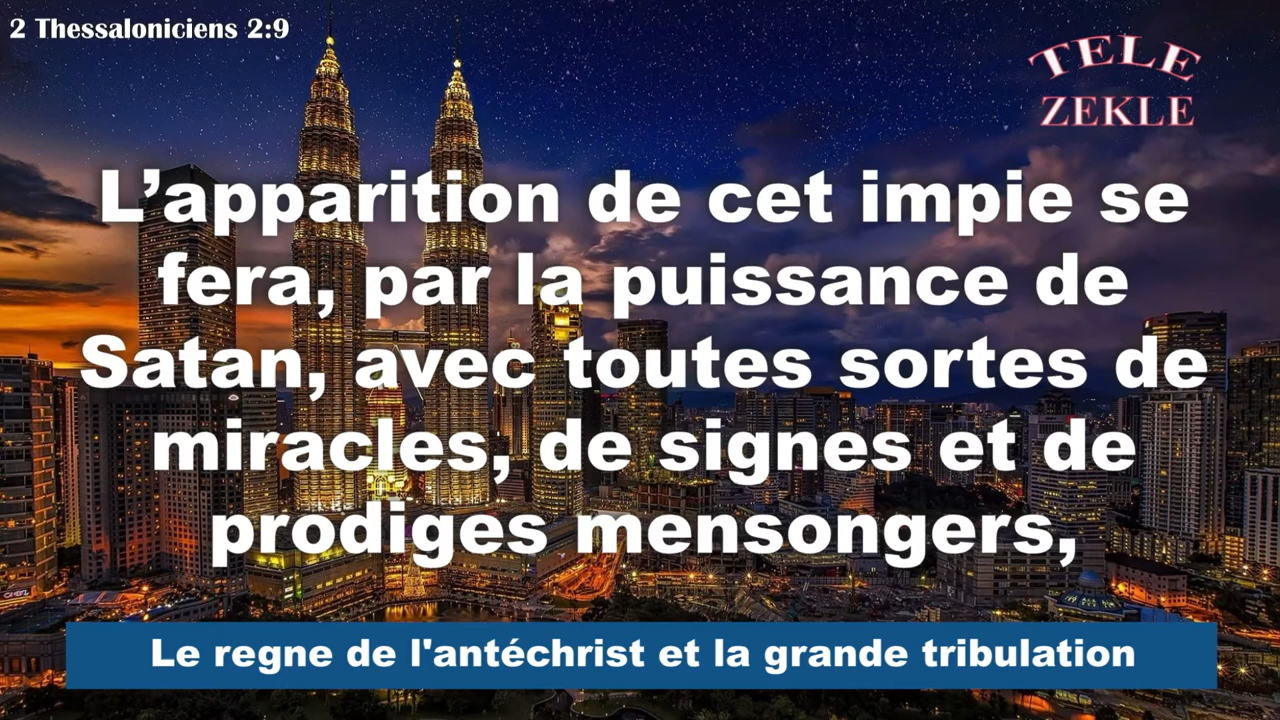 2 Thessaloniciens 2:9
TELE
ZEKLE
L’apparition de cet impie se
fera, par la puissance de
Satan, avec toutes sortes de
miracles, de signes et de
prodiges mensongers,
Le regne de l'antéchrist et la grande tribulation